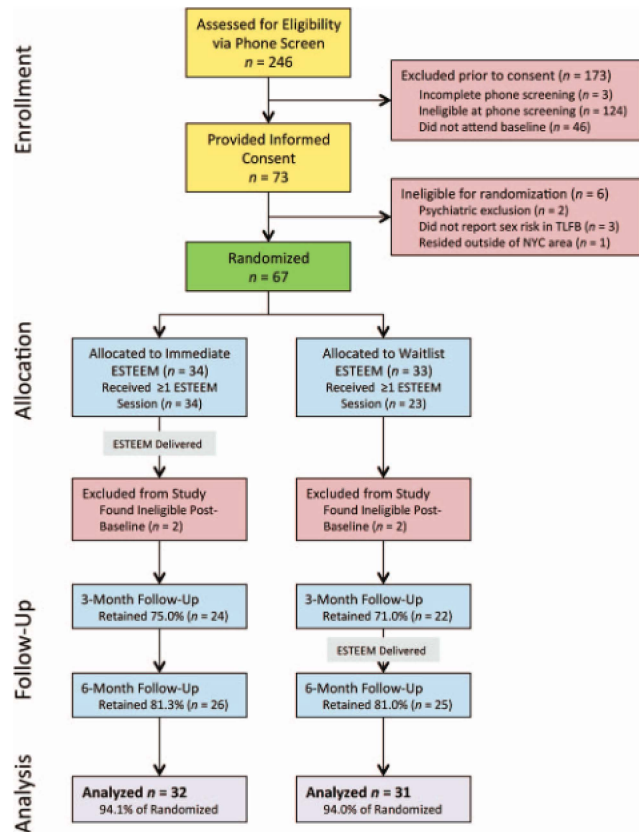 Enrollment
Assessed for Eligibility
via Phone Screen
n = 246
Excluded prior to consent (n = 173)
Incomplete phone screening (n = 3)
Ineligible at phone screening (n = 124)
Did not attend baseline (n = 46)
Provided Informed
Consent
n = 73
Ineligible for randomization (n = 6)
Psychiatric exclusion (n = 2)
Did not report sex risk in TLFB (n = 3)
Resided outside of NYC area (n = 1)
Randomized
n = 67
Allocation
Allocated to Immediate
ESTEEM (n = 34)
Received ≥1 ESTEEM
Session (n = 34)
Allocated to Waitlist
ESTEEM (n = 33)
Received ≥1 ESTEEM
Session (n = 23)
ESTEEM Delivered
Excluded from Study
Found Ineligible Post-
Baseline (n = 2)
Excluded from Study
Found Ineligible Post-
Baseline (n = 2)
Follow-Up
3-Month Follow-Up
Retained 75.0% (n = 24)
3-Month Follow-Up
Retained 71.0% (n = 22)
ESTEEM Delivered
6-Month Follow-Up
Retained 81.3% (n = 26)
6-Month Follow-Up
Retained 81.0% (n = 25)
Analysis
Analyzed n = 32
94.1% of Randomized
Analyzed n = 31
94.0% of Randomized